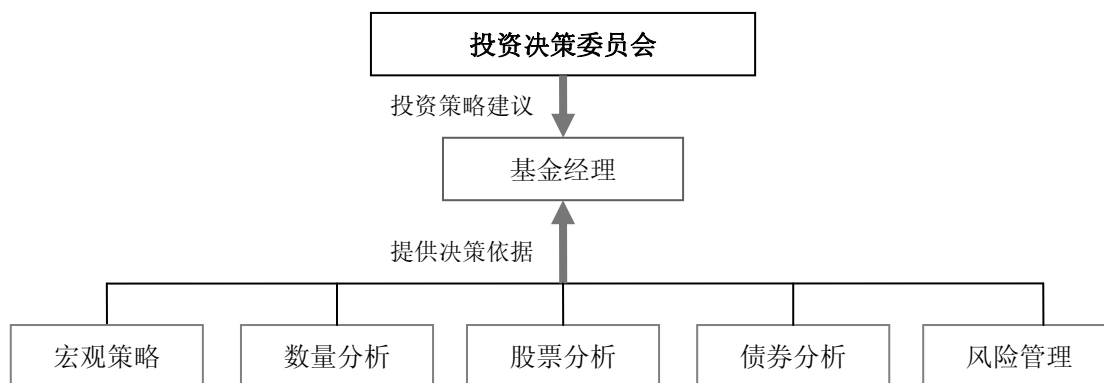 投资决策委员会
投资策略建议
基金经理
提供决策依据
宏观策略
数量分析
股票分析
债券分析
风险管理